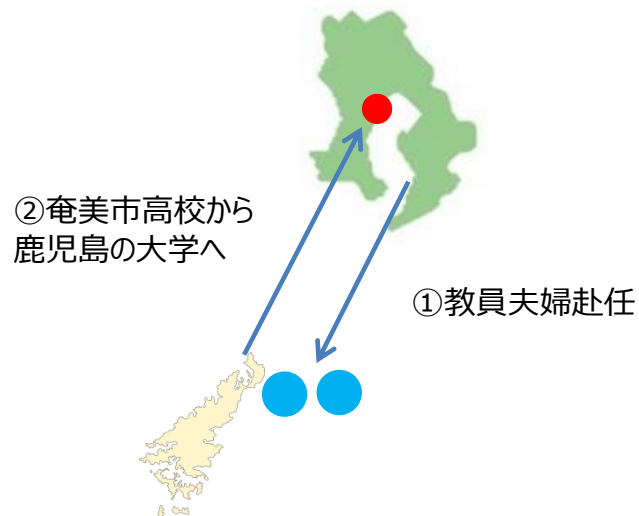 ②奄美市高校から
鹿児島の大学へ
①教員夫婦赴任